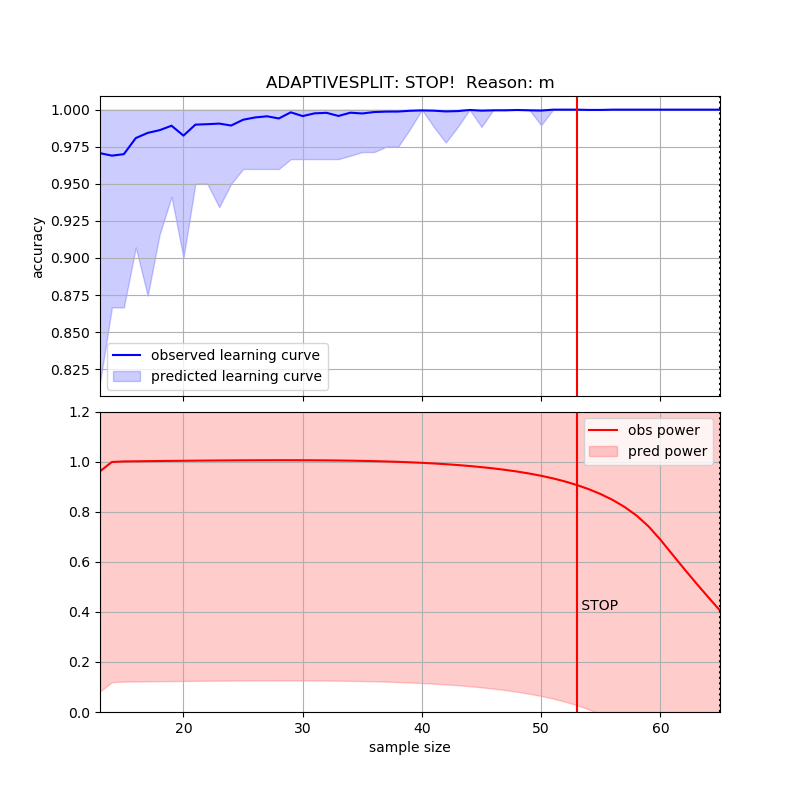 ADAPTIVESPLIT: STOP!  Reason: m
1.000
0.975
0.950
0.925
0.900
0.875
0.850
0.825
accuracy
observed learning curve
predicted learning curve
1.2
1.0
0.8
0.6
0.4
0.2
0.0
obs power
pred power
STOP
20 30 40 50 60
sample size